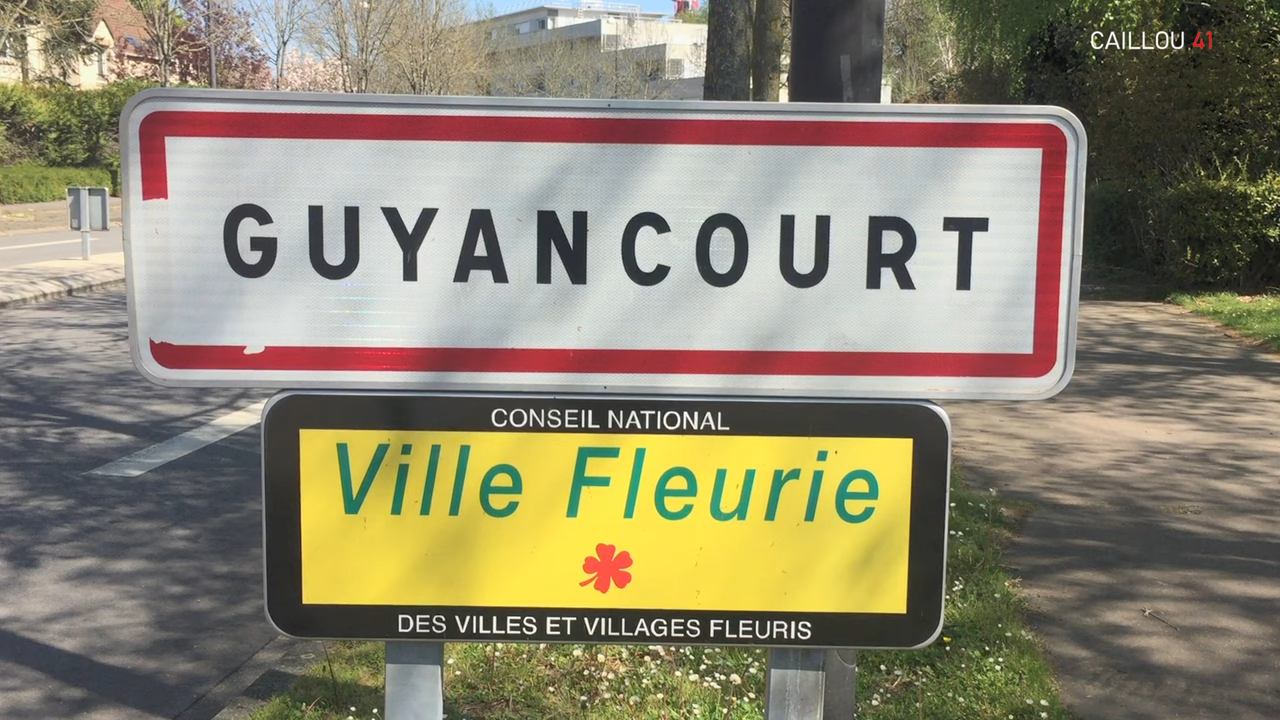 CAILLOU 41
GUYANCOURT
CONSEIL NATIONAL
Ville Fleurie
DES VILLES ET VILLAGES FLEURIS